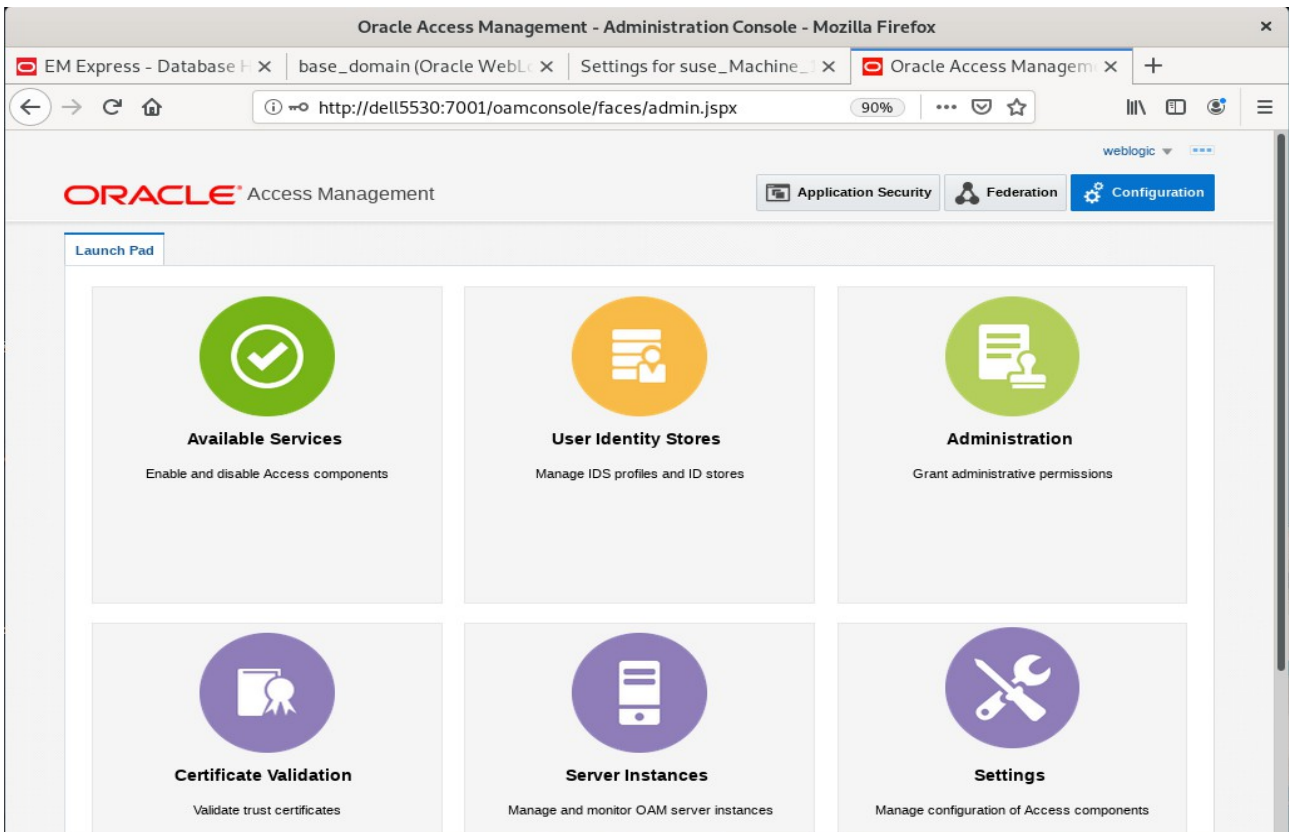 Oracle Access Management - Administration Console - Mozilla Firefox
EM Express - Database H
base_domain (Oracle WebLo
Settings for suse_Machine_
Oracle Access Managem
http://dell5530:7001/oamconsole/faces/admin.jspx
90%
weblogic
ORACLE Access Management
Application Security
Federation
Configuration
Launch Pad
Available Services
Enable and disable Access components
User Identity Stores
Manage IDS profiles and ID stores
Administration
Grant administrative permissions
Certificate Validation
Validate trust certificates
Server Instances
Manage and monitor OAM server instances
Settings
Manage configuration of Access components